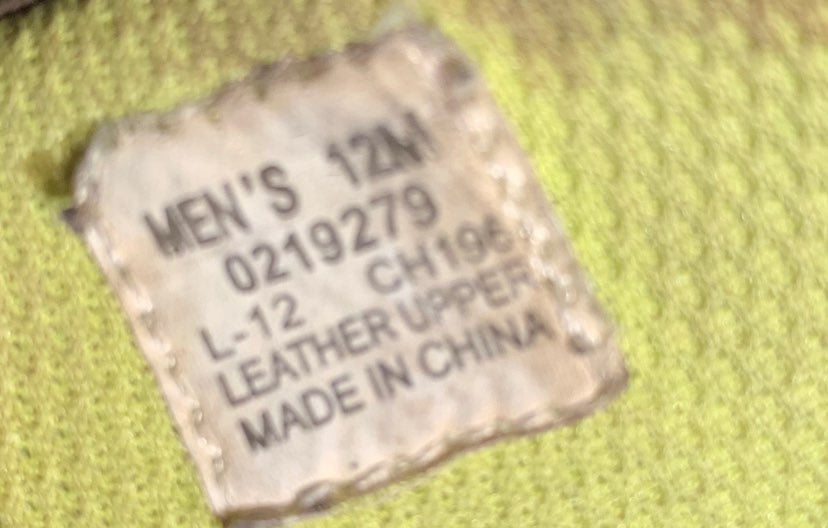 MEN'S 12M
0219279
L-12 CH196
LEATHER UPPER
MADE IN CHINA